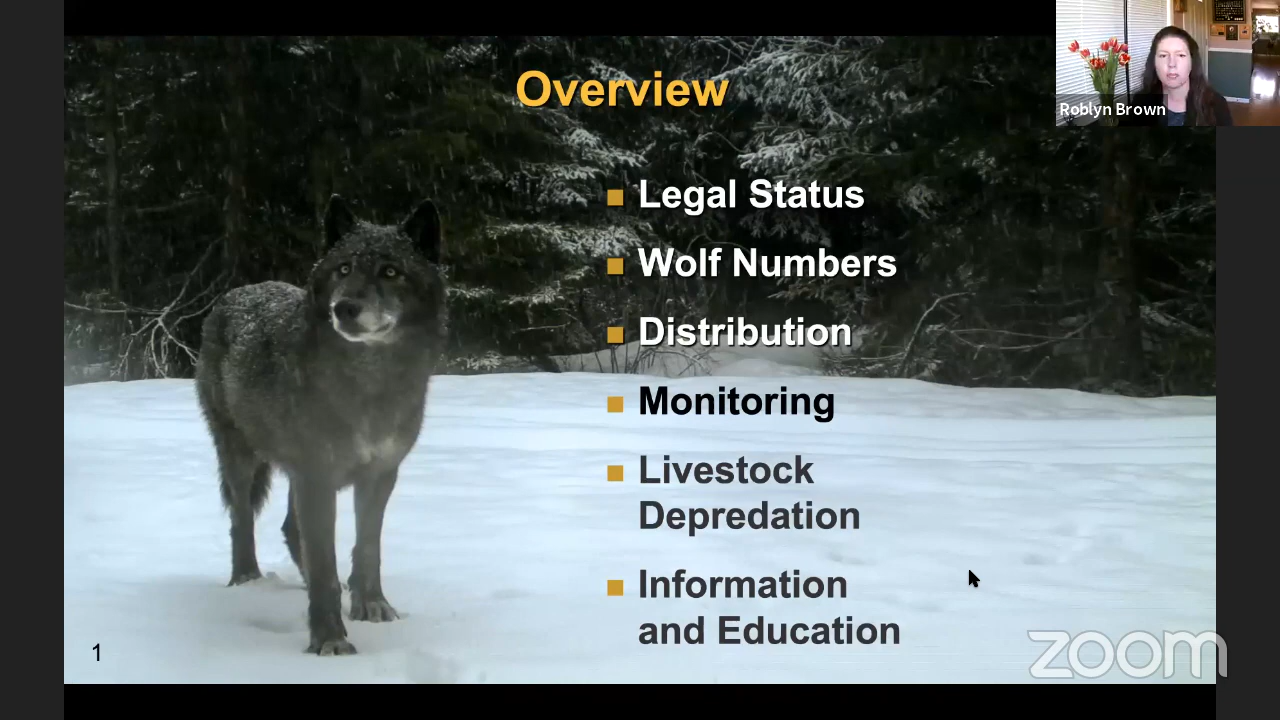 Overview
Roblyn Brown
Legal Status
Wolf Numbers
Distribution
Monitoring
Livestock
Depredation
Information
and Education
1
zoom